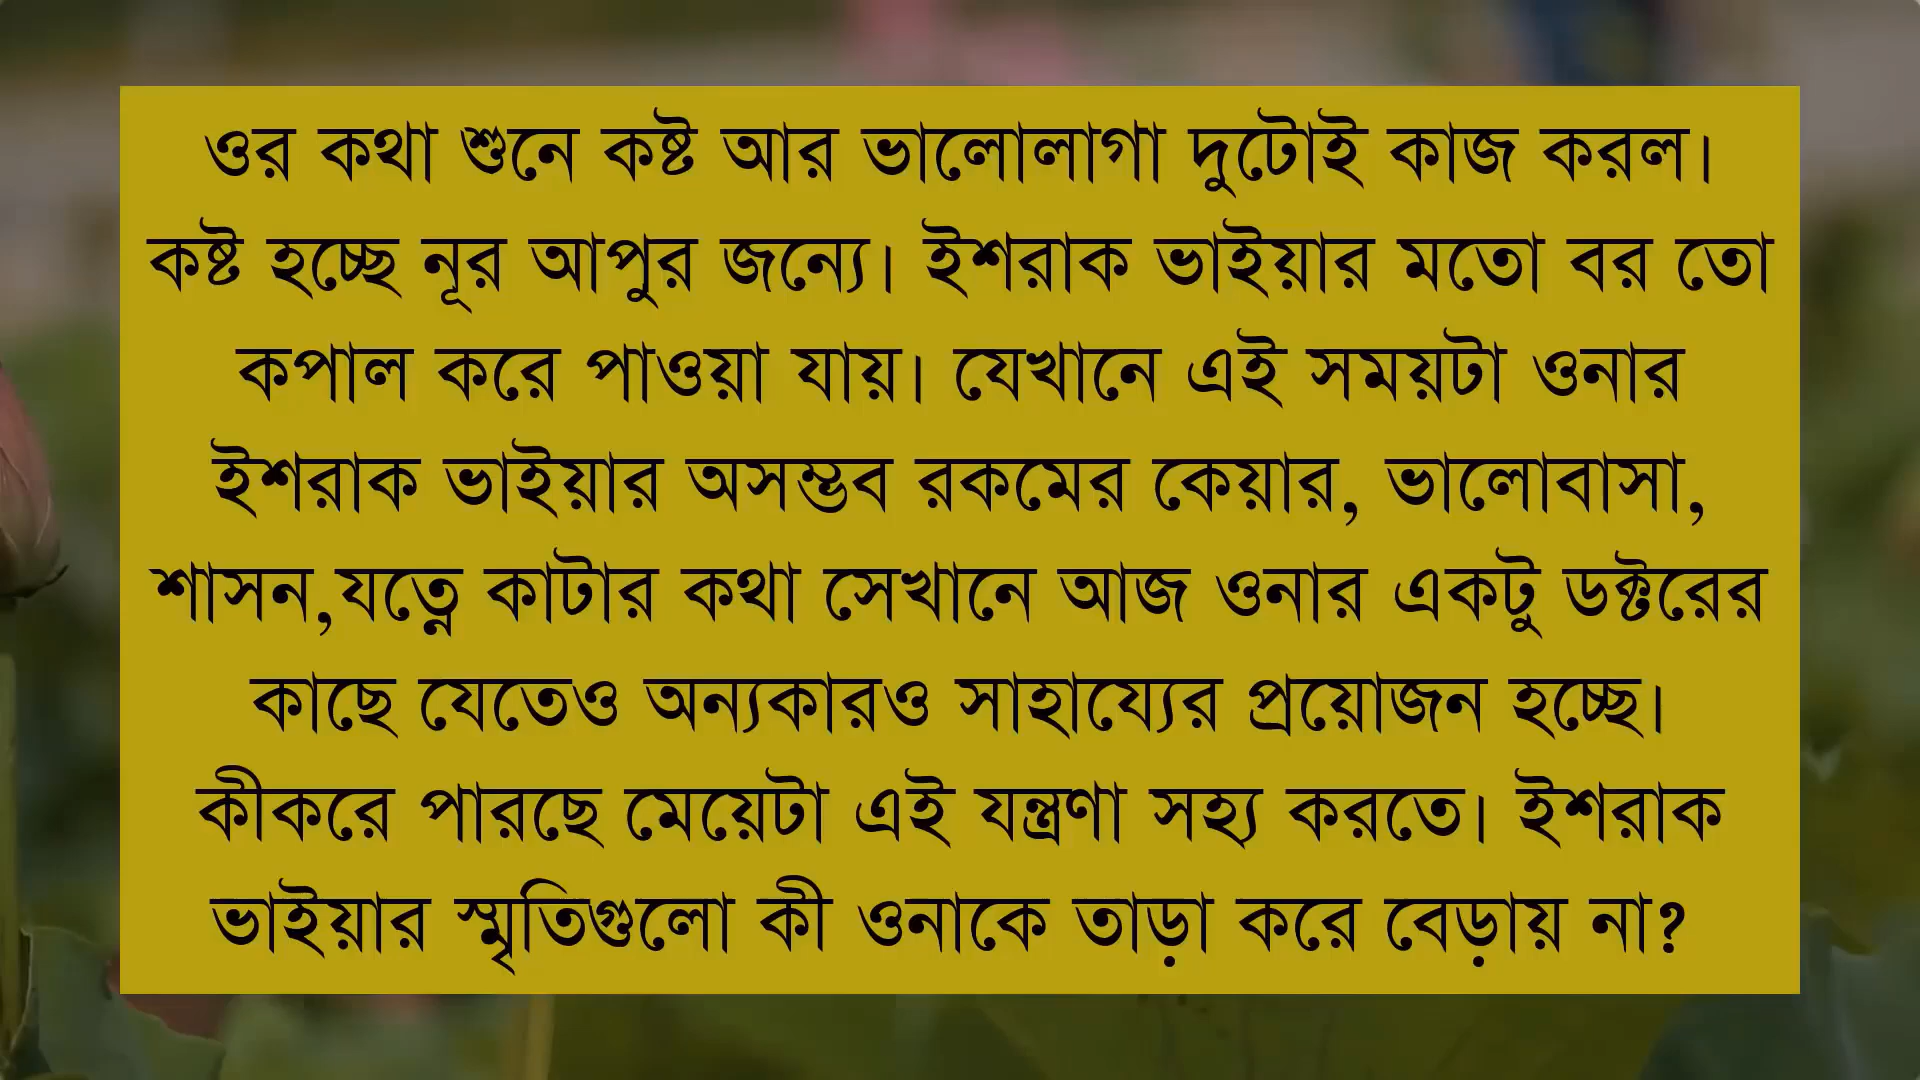 ওর কথা শুনে কষ্ট আর ভালোলাগা দুটোই কাজ করল।
কষ্ট হচ্ছে নূর আপুর জন্যে। ইশরাক ভাইয়ার মতো বর তো
কপাল করে পাওয়া যায়। যেখানে এই সময়টা ওনার
ইশরাক ভাইয়ার অসম্ভব রকমের কেয়ার, ভালোবাসা,
শাসন,যত্নে কাটার কথা সেখানে আজ ওনার একটু ডক্টরের
কাছে যেতেও অন্যকারও সাহায্যের প্রয়োজন হচ্ছে।
কীকরে পারছে মেয়েটা এই যন্ত্রণা সহ্য করতে। ইশরাক
ভাইয়ার স্মৃতিগুলো কী ওনাকে তাড়া করে বেড়ায় না?